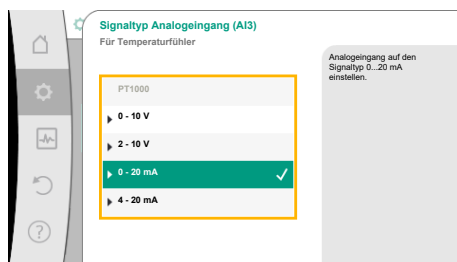 Signaltyp Analogeingang (AI3)
Für Temperaturfühler
PT1000
0 - 10 V
2 - 10 V
0 - 20 mA
4 - 20 mA
Analogeingang auf den
Signaltyp 0...20 mA
einstellen.
?